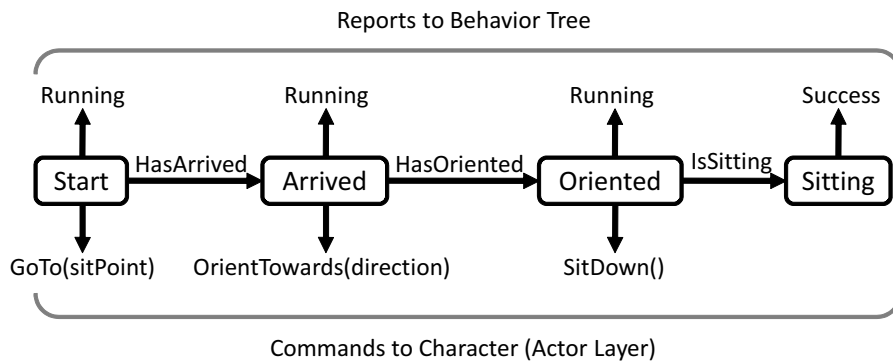 Reports to Behavior Tree
Running Running Running Success
HasArrived HasOriented IsSitting
Start Arrived Oriented Sitting
GoTo(sitPoint) OrientTowards(direction) SitDown()
Commands to Character (Actor Layer)